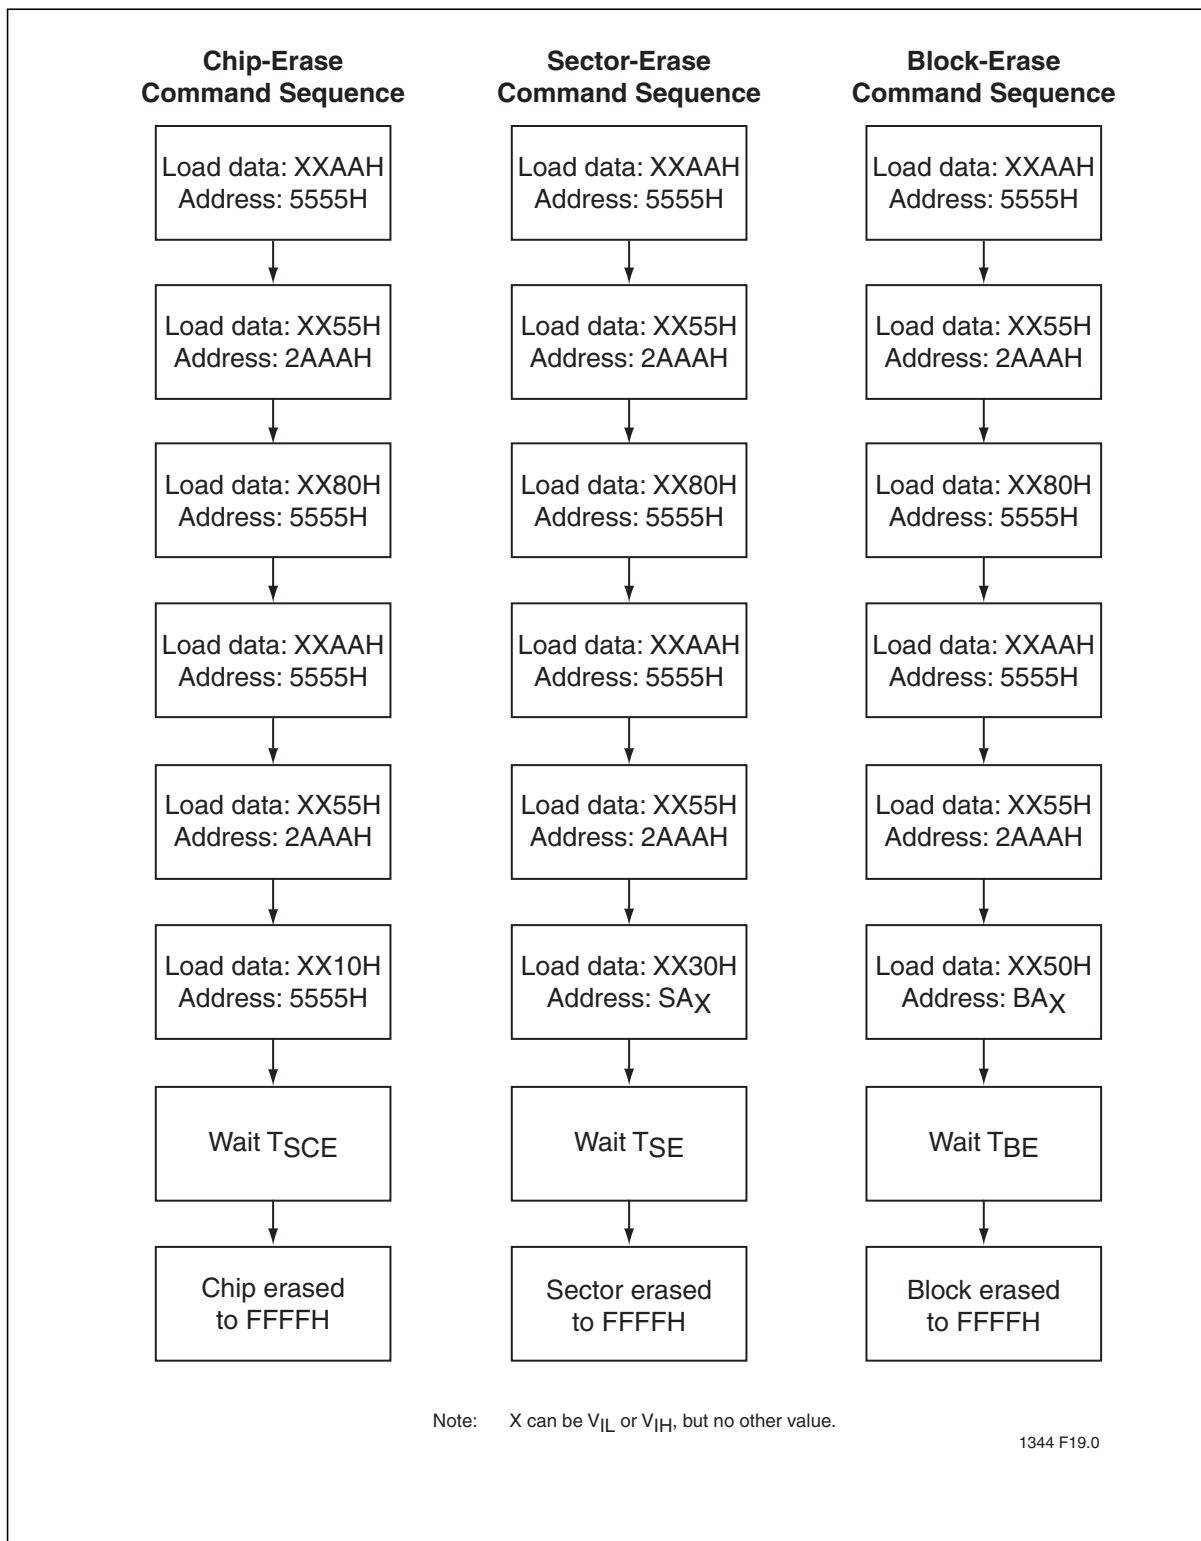 Chip-Erase
Command Sequence
Load data: XXAAH
Address: 5555H
Load data: XX55H
Address: 2AAAH
Load data: XX80H
Address: 5555H
Load data: XXAAH
Address: 5555H
Load data: XX55H
Address: 2AAAH
Load data: XX10H
Address: 5555H
Wait TSCE
Chip erased
to FFFFH
Sector-Erase
Command Sequence
Load data: XXAAH
Address: 5555H
Load data: XX55H
Address: 2AAAH
Load data: XX80H
Address: 5555H
Load data: XXAAH
Address: 5555H
Load data: XX55H
Address: 2AAAH
Load data: XX30H
Address: SAX
Wait TSE
Sector erased
to FFFFH
Block-Erase
Command Sequence
Load data: XXAAH
Address: 5555H
Load data: XX55H
Address: 2AAAH
Load data: XX80H
Address: 5555H
Load data: XXAAH
Address: 5555H
Load data: XX55H
Address: 2AAAH
Load data: XX50H
Address: BAX
Wait TBE
Block erased
to FFFFH
Note: X can be VIL or VIH, but no other value.
1344 F19.0